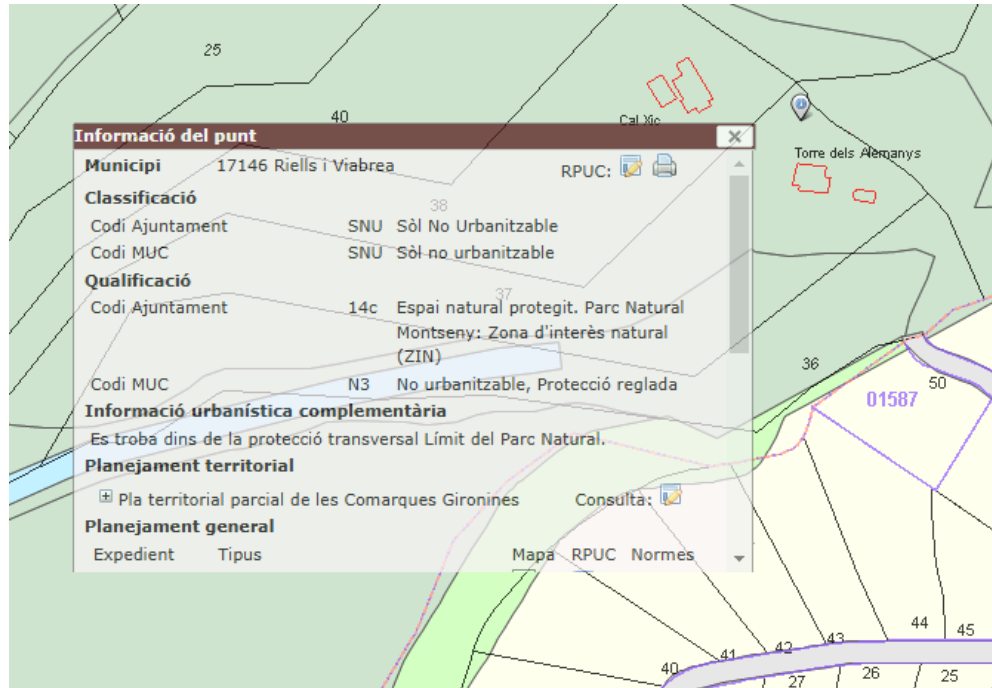 25
40
Cal Xic
Torre dels Alemanys
Informació del punt
Municipi 17146 Riells i Viabrea RPUC:
Classificació
38
Codi Ajuntament SNU Sòl No Urbanitzable
Codi MUC SNU Sòl no urbanitzable
Qualificació
37
Codi Ajuntament 14c Espai natural protegit. Parc Natural
Montseny: Zona d'interès natural
(ZIN)
Codi MUC N3 No urbanitzable, Protecció reglada
Informació urbanística complementària
Es troba dins de la protecció transversal Límit del Parc Natural.
Planejament territorial
Pla territorial parcial de les Comarques Gironines Consulta:
Planejament general
Expedient Tipus Mapa RPUC Normes
36
50
01587
40 41 42 43 44 45
27 26 25